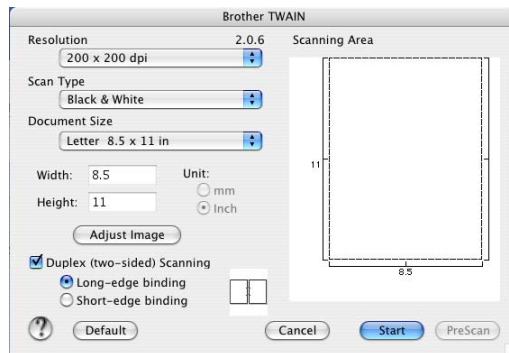 Brother TWAIN
Resolution 2.0.6
200 x 200 dpi
Scan Type
Black & White
Document Size
Letter 8.5 x 11 in
Width: 8.5
Unit:
mm
Height: 11
Inch
Adjust Image
Duplex (two-sided) Scanning
Long-edge binding
Short-edge binding
Scanning Area
11
8.5
? Default Cancel Start PreScan